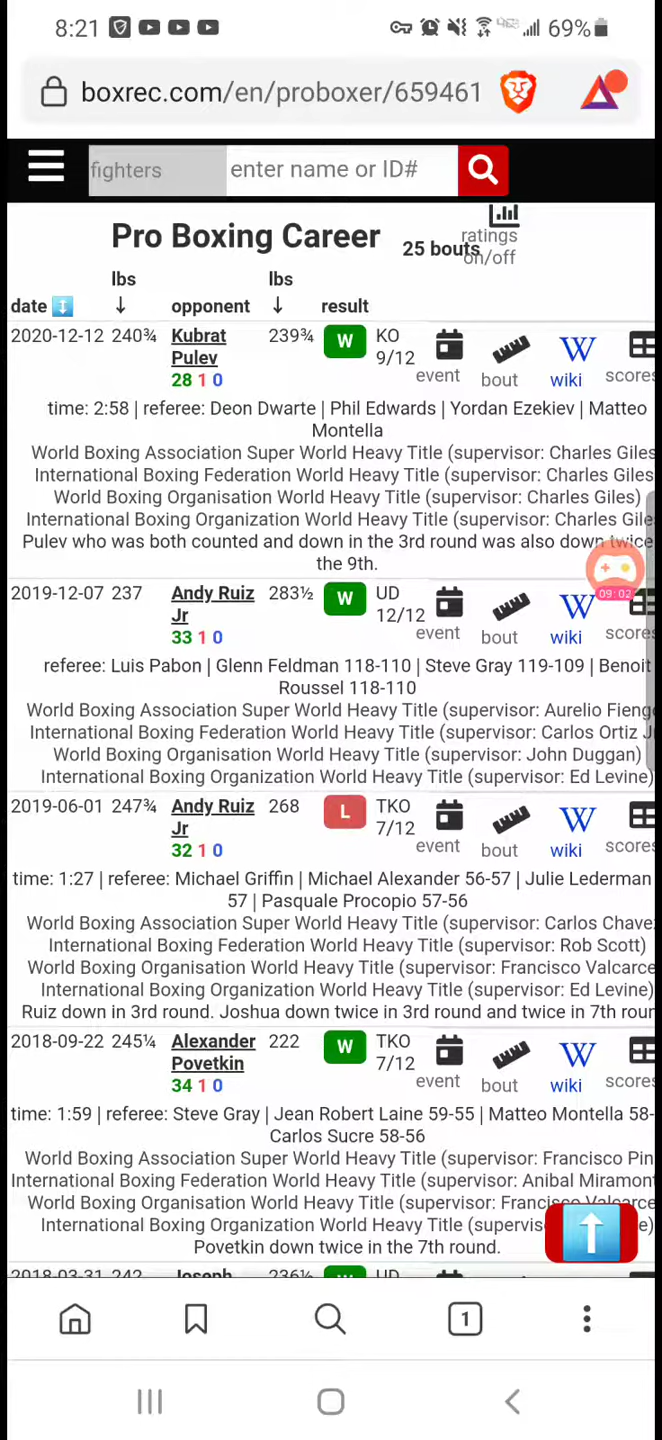 8:21 69%
boxrec.com/en/proboxer/659461
fighters enter name or ID#
Pro Boxing Career 25 bouts ratings on/off
lbs lbs
date ↓ opponent ↓ result
2020-12-12 240¾ Kubrat 239¾ W KO
Pulev 9/12
28 1 0 event bout wiki scores
time: 2:58 | referee: Deon Dwarte | Phil Edwards | Yordan Ezekiev | Matteo
Montella
World Boxing Association Super World Heavy Title (supervisor: Charles Giles
International Boxing Federation World Heavy Title (supervisor: Charles Giles
World Boxing Organisation World Heavy Title (supervisor: Charles Giles)
International Boxing Organization World Heavy Title (supervisor: Charles Gile
Pulev who was both counted and down in the 3rd round was also down twice
the 9th.
09:02
2019-12-07 237 Andy Ruiz 283½ W UD
Jr 12/12
33 1 0 event bout wiki scores
referee: Luis Pabon | Glenn Feldman 118-110 | Steve Gray 119-109 | Benoit
Roussel 118-110
World Boxing Association Super World Heavy Title (supervisor: Aurelio Fieng
International Boxing Federation World Heavy Title (supervisor: Carlos Ortiz J
World Boxing Organisation World Heavy Title (supervisor: John Duggan)
International Boxing Organization World Heavy Title (supervisor: Ed Levine)
2019-06-01 247¾ Andy Ruiz 268 L TKO
Jr 7/12
32 1 0 event bout wiki scores
time: 1:27 | referee: Michael Griffin | Michael Alexander 56-57 | Julie Lederman
57 | Pasquale Procopio 57-56
World Boxing Association Super World Heavy Title (supervisor: Carlos Chave
International Boxing Federation World Heavy Title (supervisor: Rob Scott)
World Boxing Organisation World Heavy Title (supervisor: Francisco Valcarce
International Boxing Organization World Heavy Title (supervisor: Ed Levine)
Ruiz down in 3rd round. Joshua down twice in 3rd round and twice in 7th roun
2018-09-22 245¼ Alexander 222 W TKO
Povetkin 7/12
34 1 0 event bout wiki scores
time: 1:59 | referee: Steve Gray | Jean Robert Laine 59-55 | Matteo Montella 58-
Carlos Sucre 58-56
World Boxing Association Super World Heavy Title (supervisor: Francisco Pin
International Boxing Federation World Heavy Title (supervisor: Anibal Miramon
World Boxing Organisation World Heavy Title (supervisor: Francisco Valcarce
International Boxing Organization World Heavy Title (supervis e)
Povetkin down twice in the 7th round.
2018-03-31 242 Joseph 236½ W UD
1